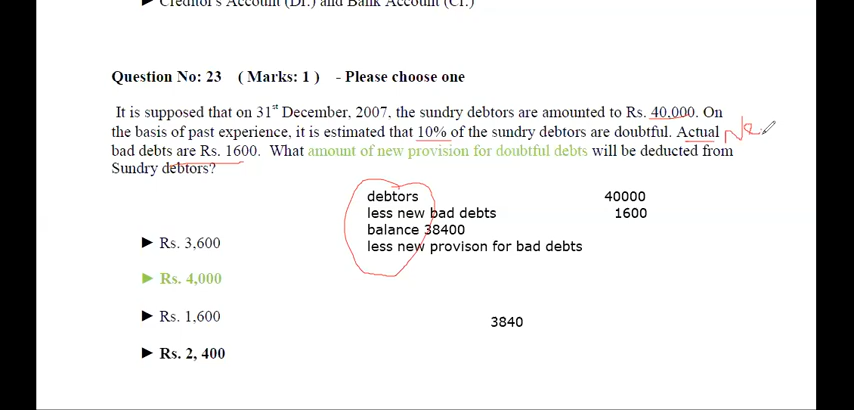 ► Creditor's Account (Dr.) and Bank Account (Cr.)
Question No: 23 ( Marks: 1 ) - Please choose one
It is supposed that on 31st December, 2007, the sundry debtors are amounted to Rs. 40,000. On
the basis of past experience, it is estimated that 10% of the sundry debtors are doubtful. Actual
Ne
bad debts are Rs. 1600. What amount of new provision for doubtful debts will be deducted from
Sundry debtors?
debtors 40000
less new bad debts 1600
balance 38400
less new provison for bad debts
► Rs. 3,600
► Rs. 4,000
► Rs. 1,600
3840
► Rs. 2, 400